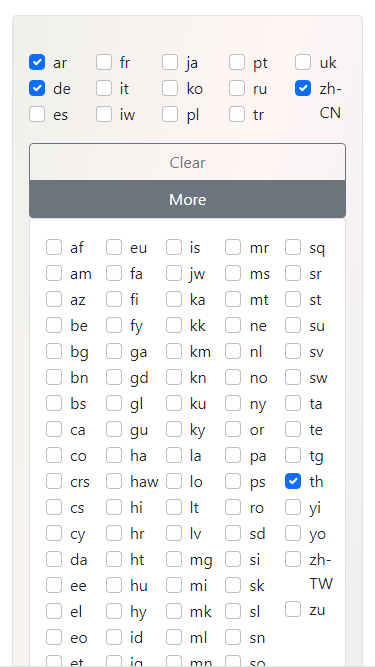 ar
de
es
fr
it
iw
ja
ko
pl
pt
ru
tr
uk
zh-
CN
Clear
More
af
am
az
be
bg
bn
bs
ca
co
crs
cs
cy
da
ee
el
eo
et
eu
fa
fi
fy
ga
gd
gl
gu
ha
haw
hi
hr
ht
hu
hy
id
ig
is
jw
ka
kk
km
kn
ku
ky
la
lo
lt
lv
mg
mi
mk
ml
mn
mr
ms
mt
ne
nl
no
ny
or
pa
ps
ro
sd
si
sk
sl
sn
so
sq
sr
st
su
sv
sw
ta
te
tg
th
yi
yo
zh-
TW
zu